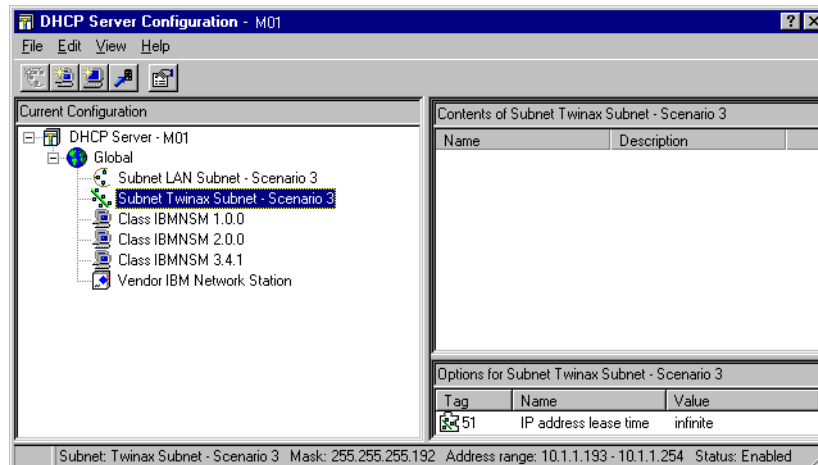 DHCP Server Configuration - M01
File Edit View Help
Current Configuration
DHCP Server - M01
Global
Subnet LAN Subnet - Scenario 3
Subnet Twinax Subnet - Scenario 3
Class IBMNSM 1.0.0
Class IBMNSM 2.0.0
Class IBMNSM 3.4.1
Vendor IBM Network Station
Contents of Subnet Twinax Subnet - Scenario 3
Name Description
Options for Subnet Twinax Subnet - Scenario 3
Tag Name Value
51 IP address lease time infinite
Subnet: Twinax Subnet - Scenario 3 Mask: 255.255.255.192 Address range: 10.1.1.193 - 10.1.1.254 Status: Enabled